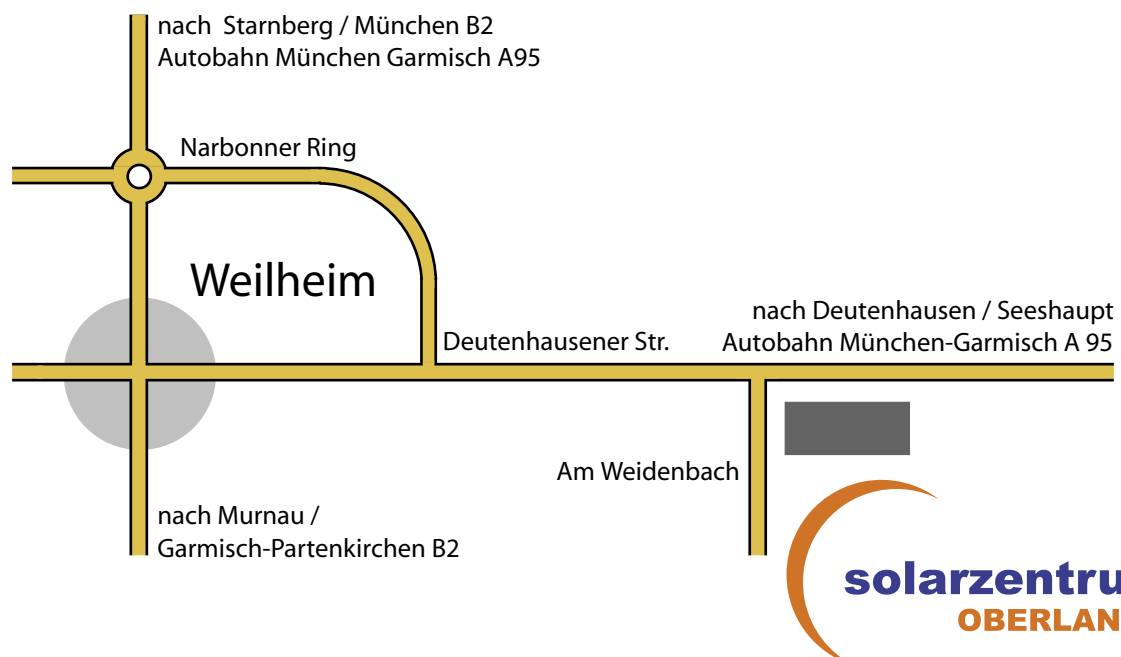 nach Starnberg / München B2
Autobahn München Garmisch A95
Narbonner Ring
Weilheim
nach Deutenhausen / Seeshaupt
Deutenhausener Str.
Autobahn München-Garmisch A 95
Am Weidenbach
nach Murnau /
Garmisch-Partenkirchen B2
solarzentru
OBERLAN